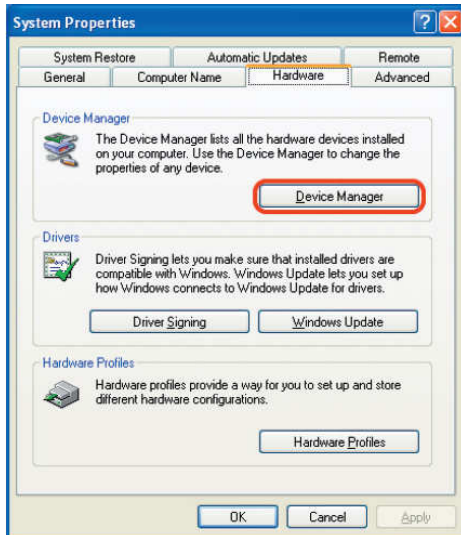 System Properties
System Restore Automatic Updates Remote
General Computer Name Hardware Advanced
Device Manager
The Device Manager lists all the hardware devices installed
on your computer. Use the Device Manager to change the
properties of any device.
Device Manager
Drivers
Driver Signing lets you make sure that installed drivers are
compatible with Windows. Windows Update lets you set up
how Windows connects to Windows Update for drivers.
Driver Signing Windows Update
Hardware Profiles
Hardware profiles provide a way for you to set up and store
different hardware configurations.
Hardware Profiles
OK Cancel Apply